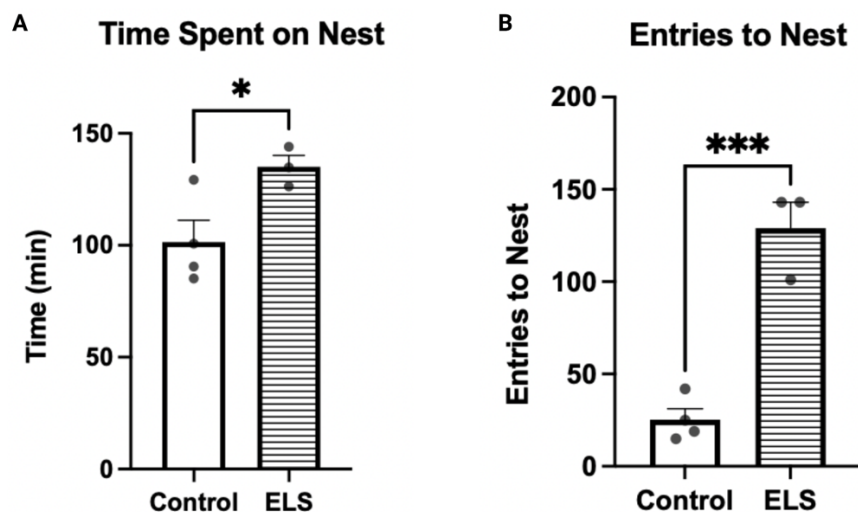 A
Time Spent on Nest
*
150
100
50
0
Time (min)
Control
ELS
B
Entries to Nest
***
200
150
100
50
0
Entries to Nest
Control
ELS